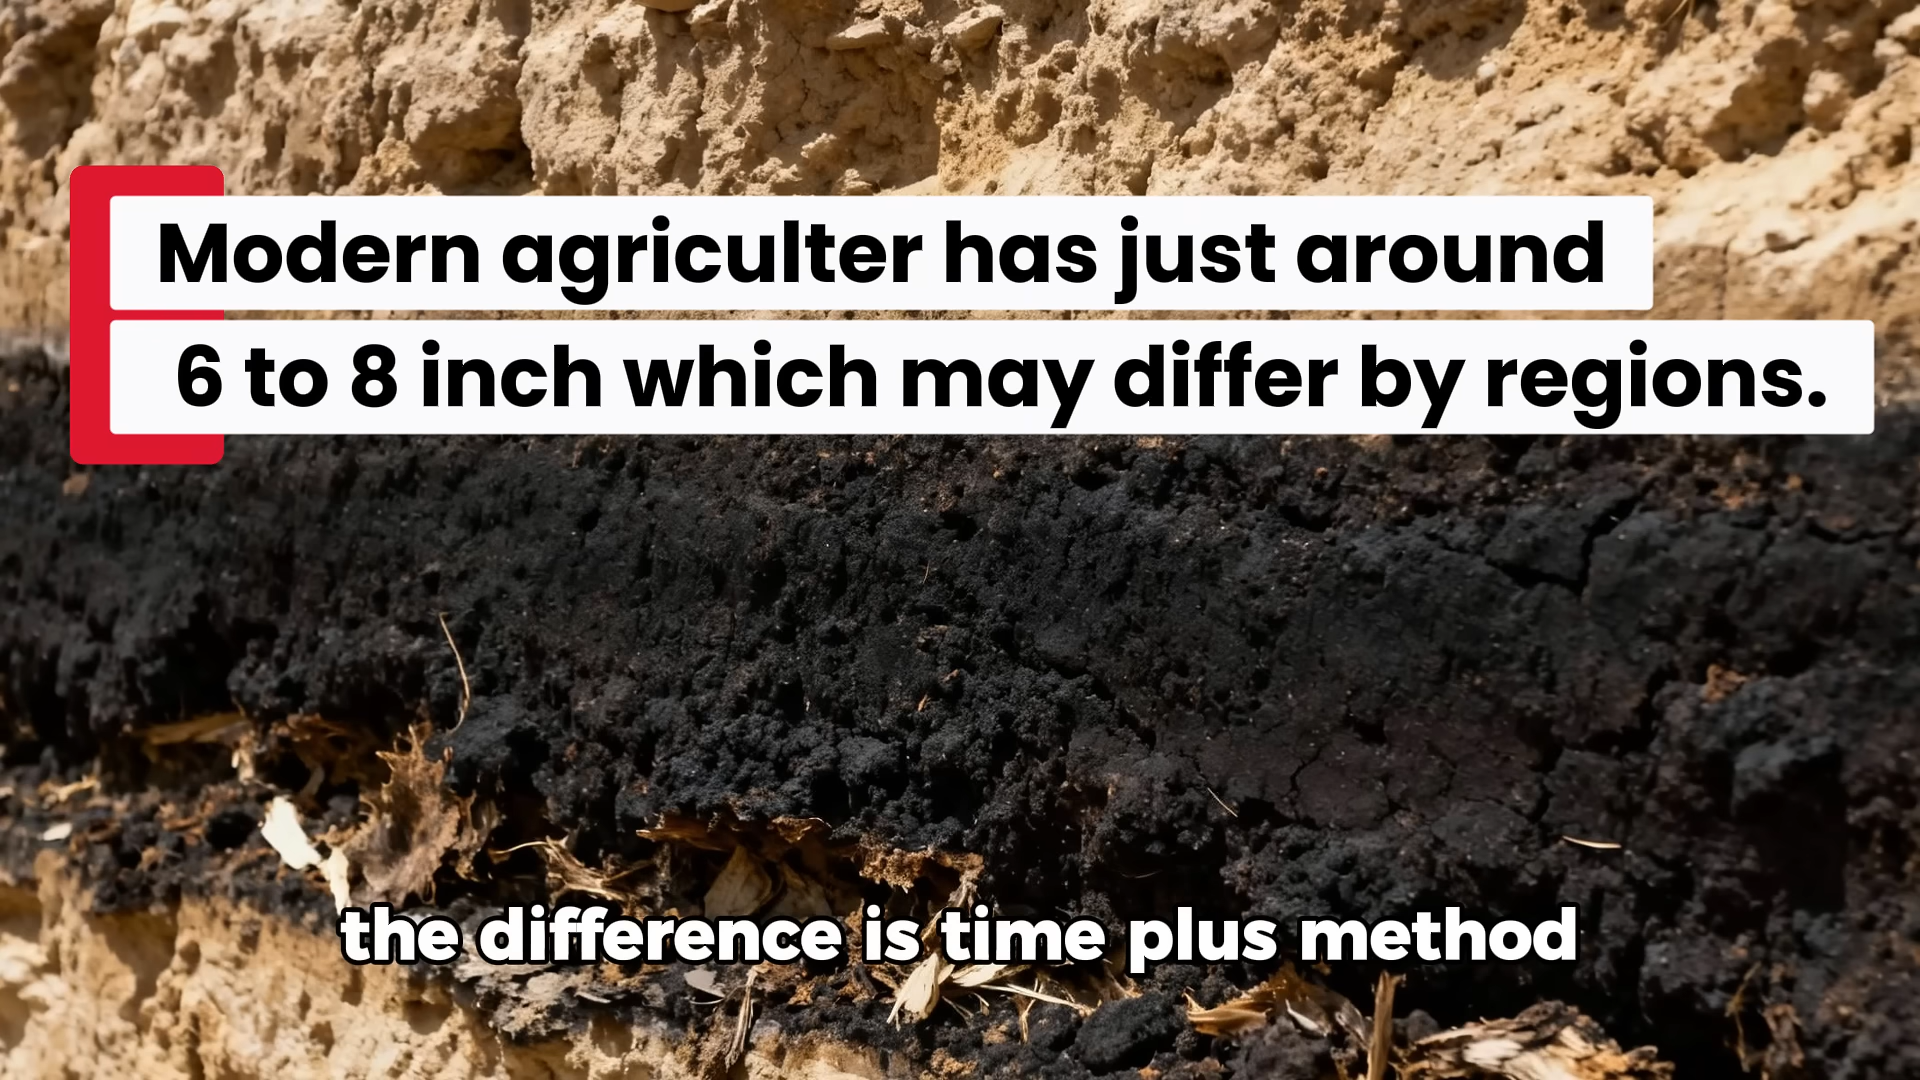 Modern agriculter has just around
6 to 8 inch which may differ by regions.
the difference is time plus method